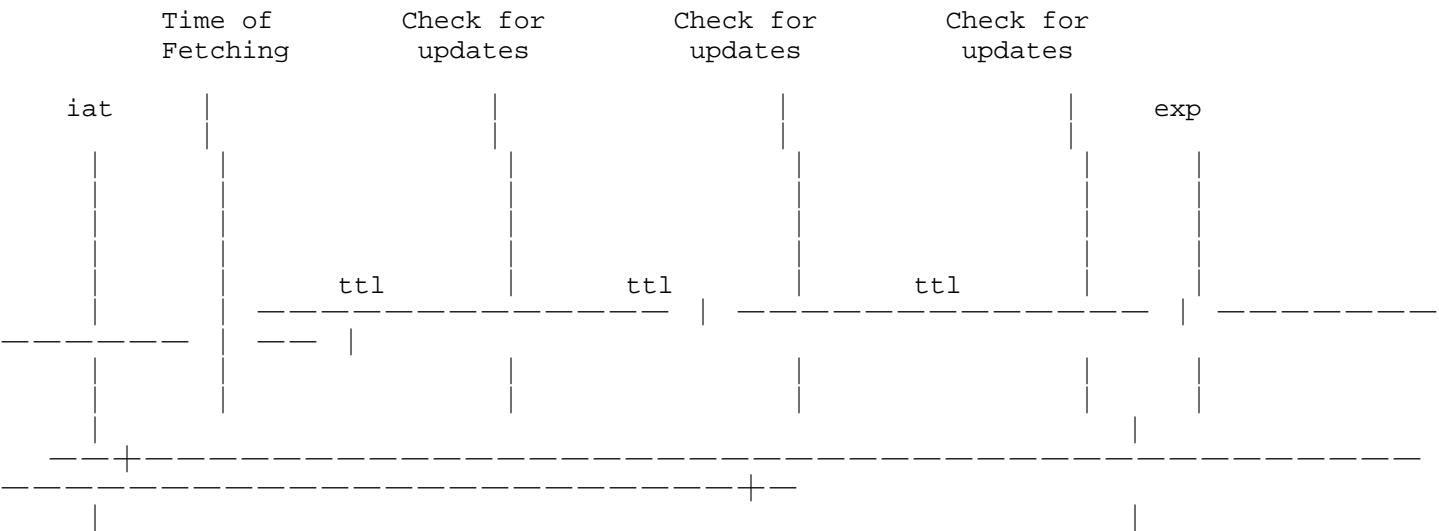 Time of Check for Check for Check for
Fetching updates updates updates
iat exp
ttl ttl ttl